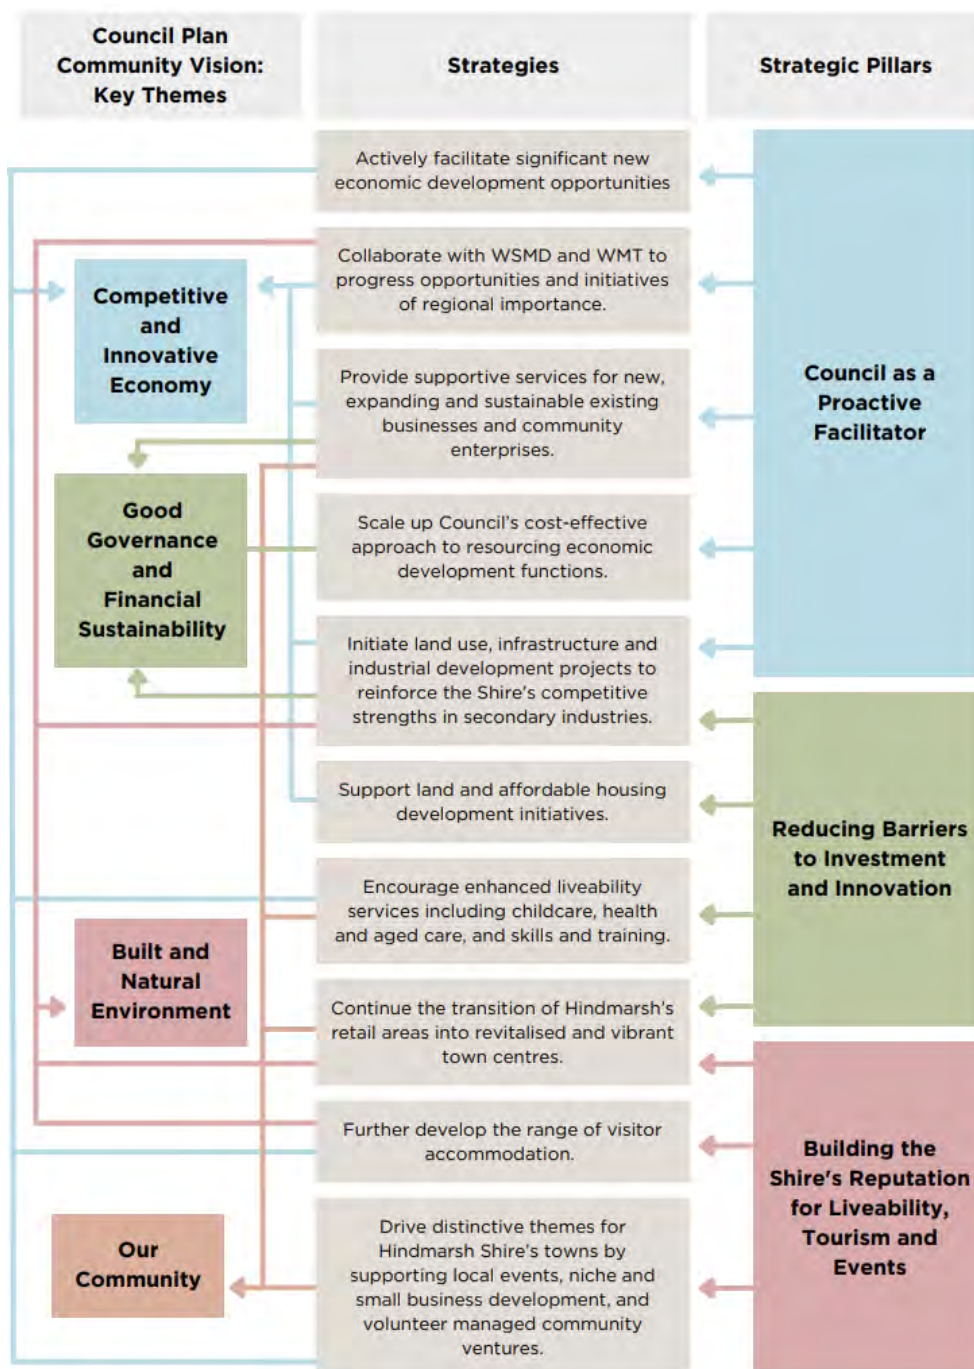 Council Plan
Community Vision:
Key Themes
Strategies
Strategic Pillars
Actively facilitate significant new
economic development opportunities
Collaborate with WSMD and WMT to
progress opportunities and initiatives
of regional importance.
Competitive
and
Innovative
Economy
Provide supportive services for new,
expanding and sustainable existing
businesses and community
enterprises.
Council as a
Proactive
Facilitator
Good
Governance
and
Financial
Sustainability
Scale up Council's cost-effective
approach to resourcing economic
development functions.
Initiate land use, infrastructure and
industrial development projects to
reinforce the Shire's competitive
strengths in secondary industries.
Support land and affordable housing
development initiatives.
Reducing Barriers
to Investment
and Innovation
Encourage enhanced liveability
services including childcare, health
and aged care, and skills and training.
Built and
Natural
Environment
Continue the transition of Hindmarsh's
retail areas into revitalised and vibrant
town centres.
Further develop the range of visitor
accommodation.
Building the
Shire's Reputation
for Liveability,
Tourism and
Events
Our
Community
Drive distinctive themes for
Hindmarsh Shire's towns by
supporting local events, niche and
small business development, and
volunteer managed community
ventures.